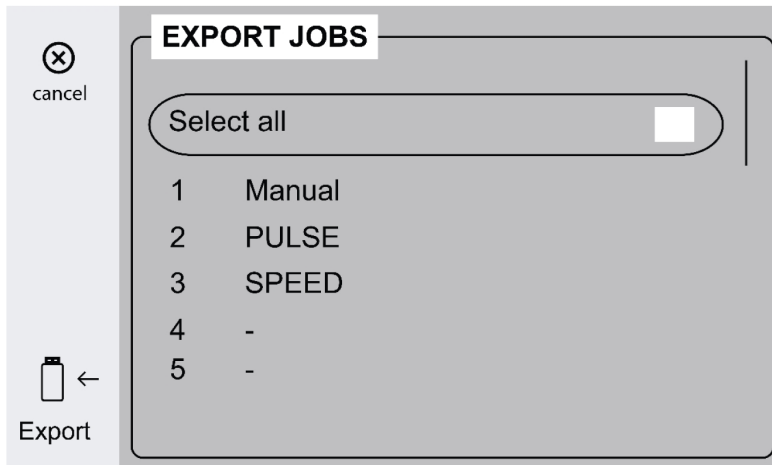 EXPORT JOBS
cancel
Select all
1 Manual
2 PULSE
3 SPEED
4 -
5 -
Export